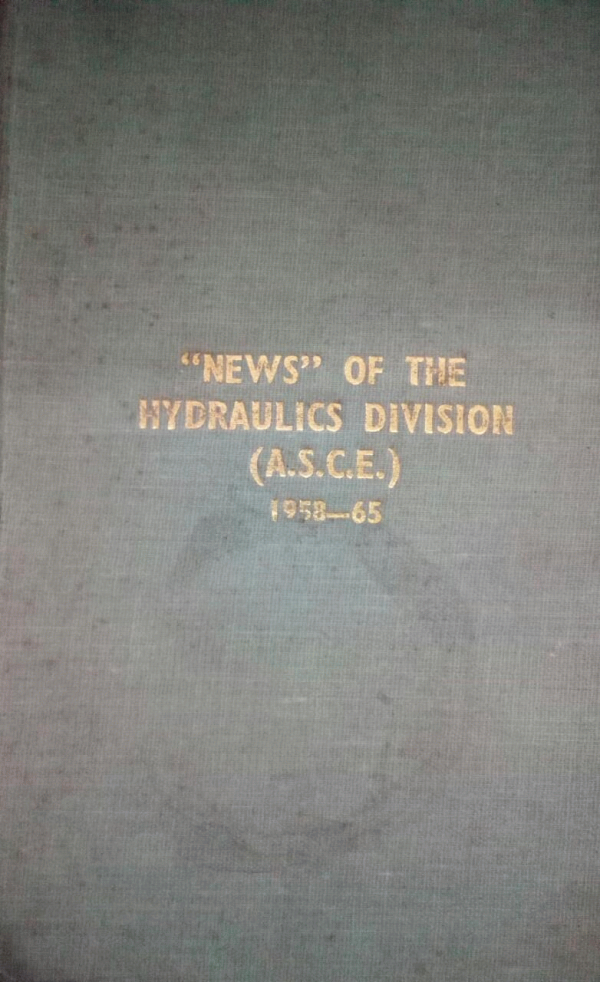 “NEWS” OF THE
HYDRAULICS DIVISION
(A.S.C.E.)
1958—65